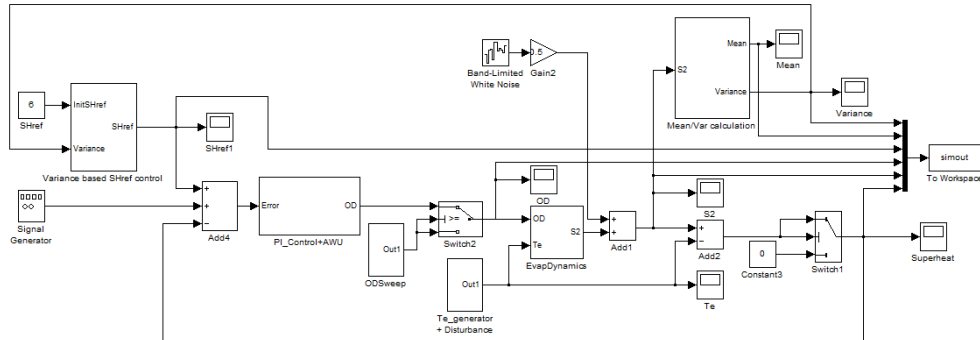 Mean
Mean
S2
Variance
Variance
Mean/Var calculation
Band-Limited
White Noise
0.5
Gain2
6
SHref
InitSHref
SHref
Variance
Variance based SHref control
SHref1
simout
To Workspace
Signal
Generator
+
+
−
Add4
Error
OD
PI_Control+AWU
>=
Switch2
Out1
ODSweep
OD
OD
S2
Te
EvapDynamics
+
+
Add1
S2
+
−
Add2
0
Constant3
Switch1
Superheat
Out1
Te_generator
+ Disturbance
Te